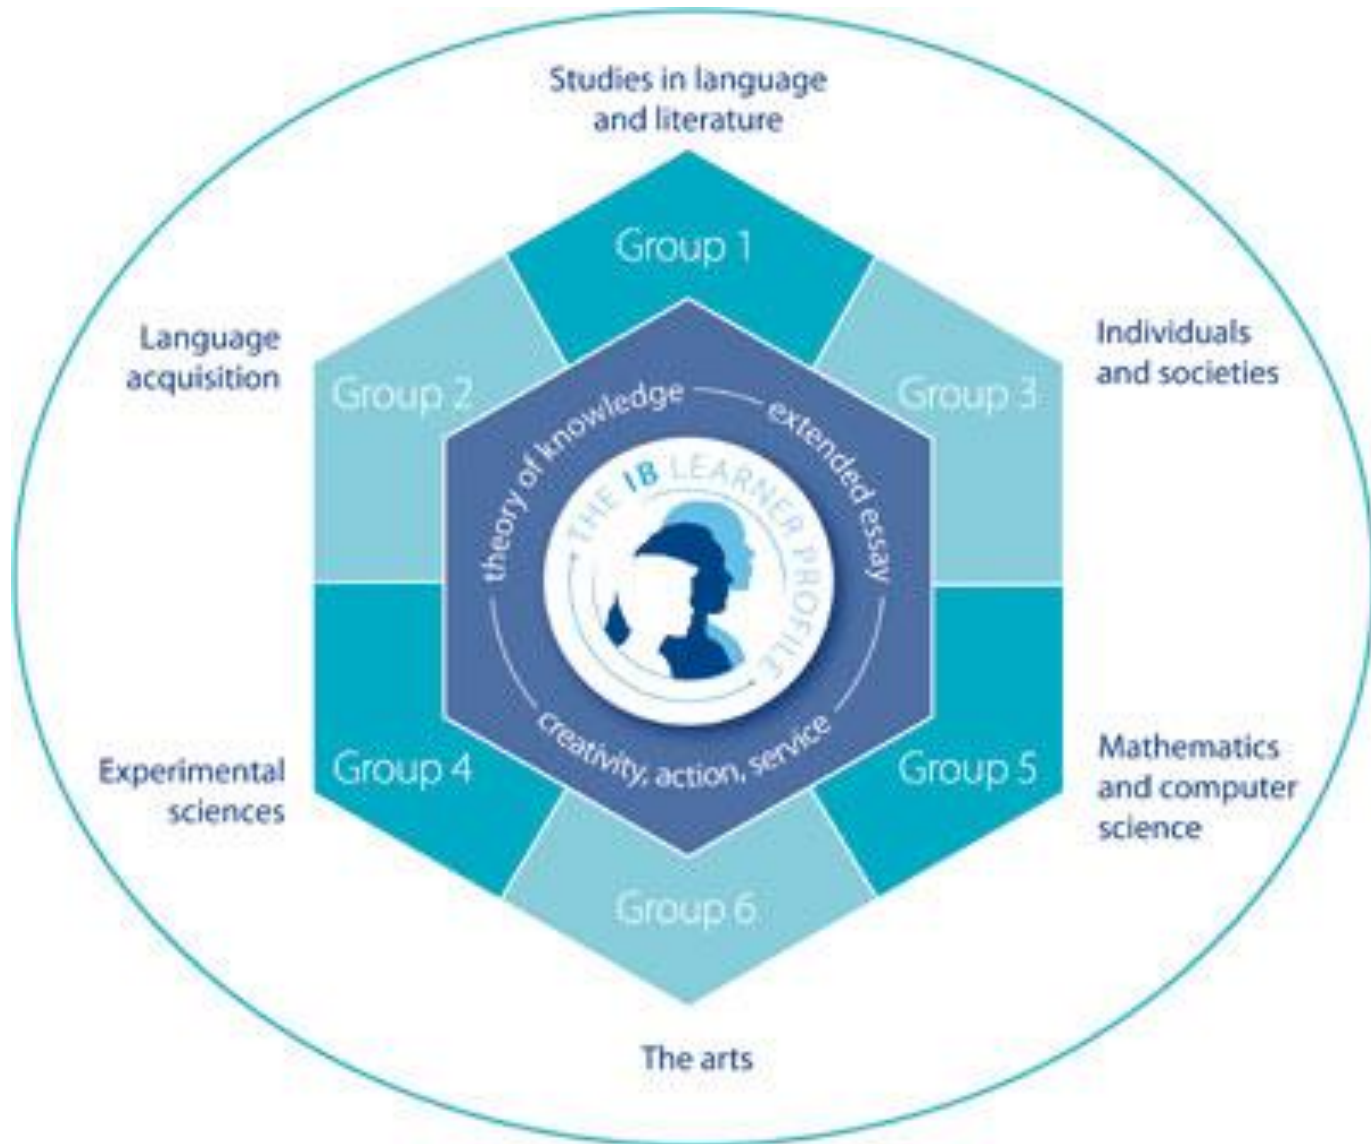 Studies in language
and literature
Group 1
Language
acquisition
Group 2
Individuals
and societies
Group 3
theory of knowledge
extended essay
THE IB LEARNER PROFILE
creativity, action, service
Experimental
sciences
Group 4
Group 5
Mathematics
and computer
science
Group 6
The arts